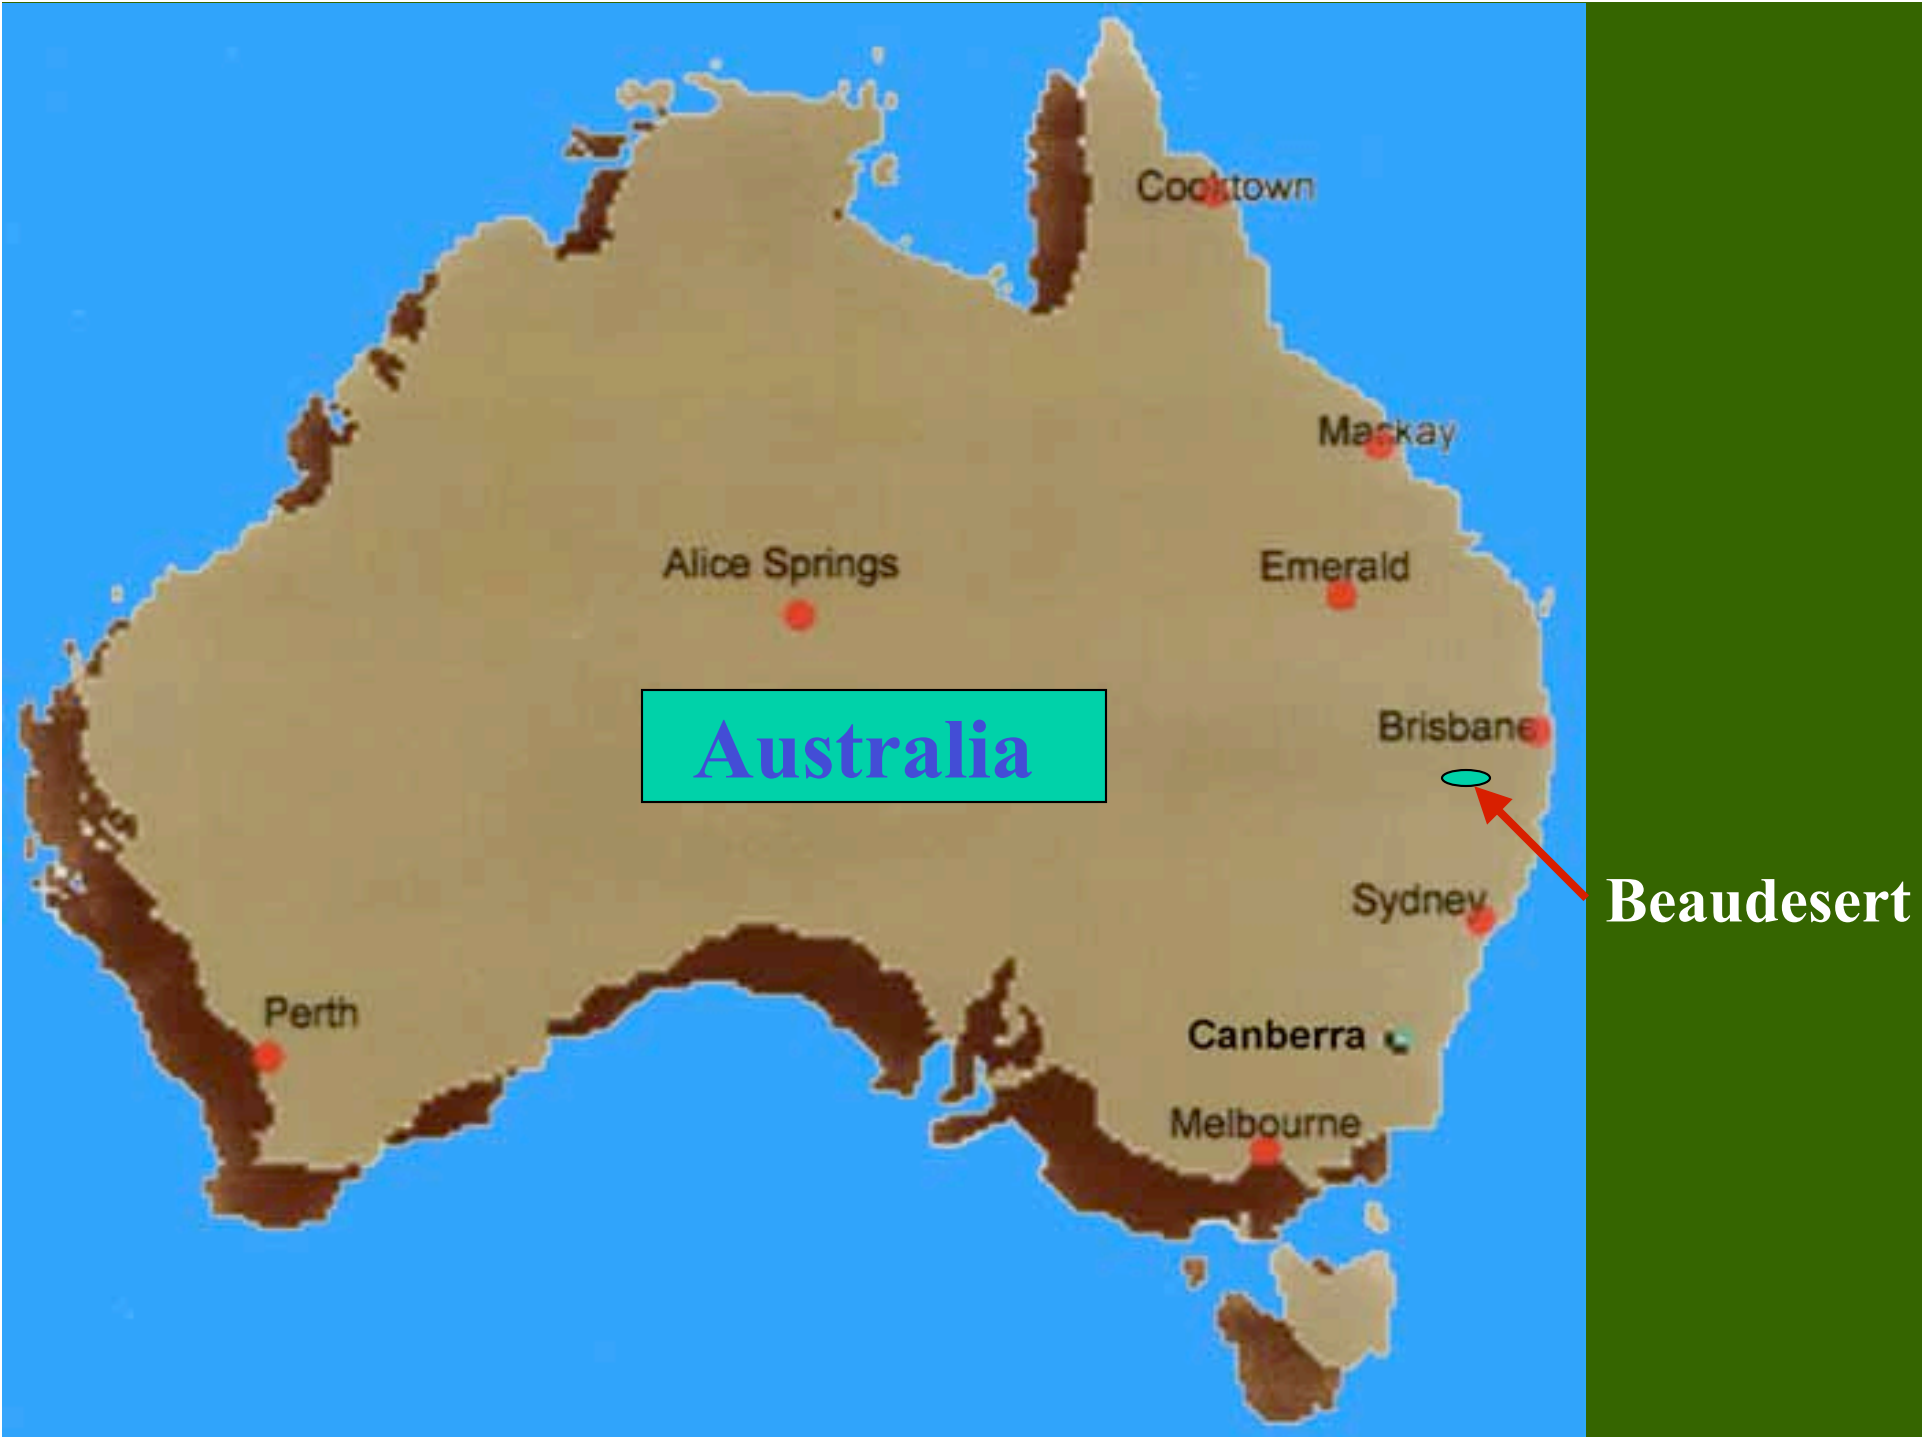 Cooktown
Mackay
Alice Springs
Emerald
Australia
Brisbane
Sydney
Beaudesert
Perth
Canberra
Melbourne